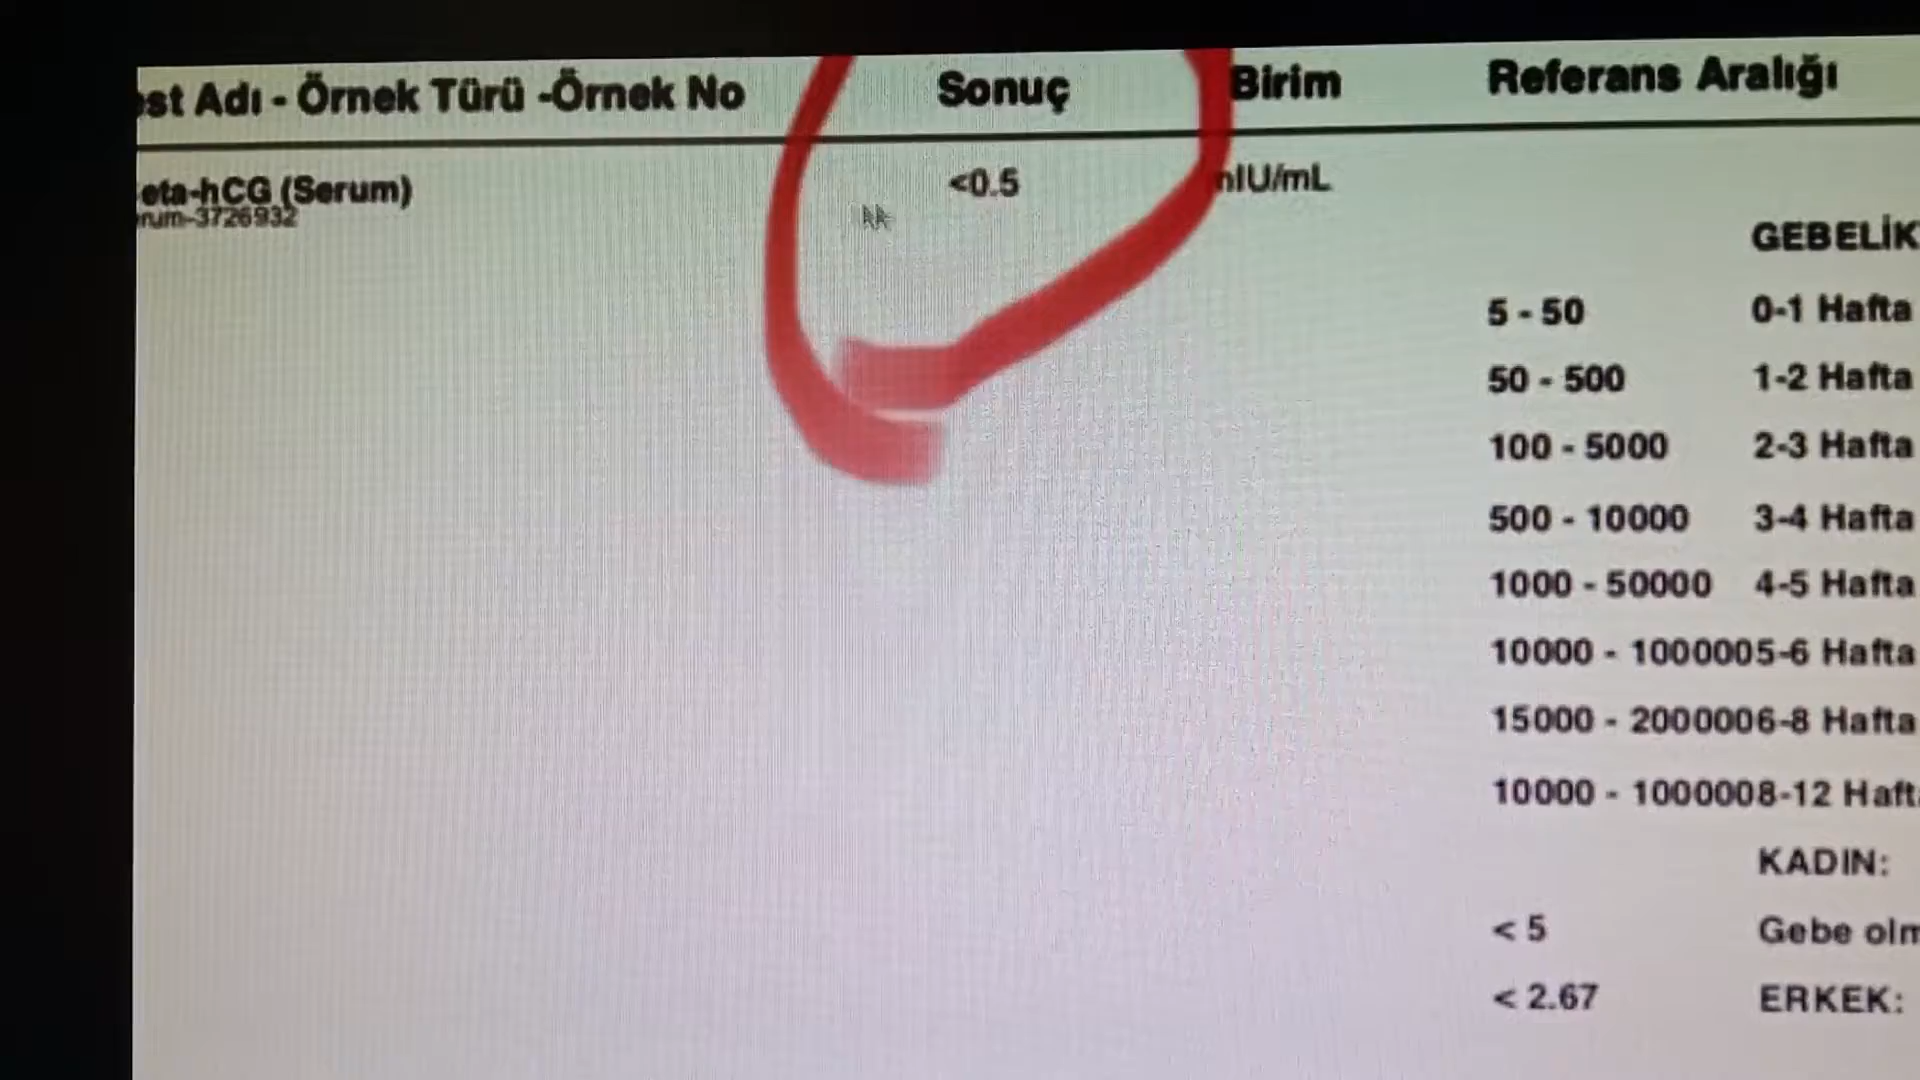 est Adı - Örnek Türü -Örnek No Sonuç Birim Referans Aralığı
eta-hCG (Serum) <0.5 nIU/mL
rum-3726932
GEBELİK
5 - 50 0-1 Hafta
50 - 500 1-2 Hafta
100 - 5000 2-3 Hafta
500 - 10000 3-4 Hafta
1000 - 50000 4-5 Hafta
10000 - 1000005-6 Hafta
15000 - 2000006-8 Hafta
10000 - 1000008-12 Hafta
KADIN:
< 5 Gebe olm
< 2.67 ERKEK: